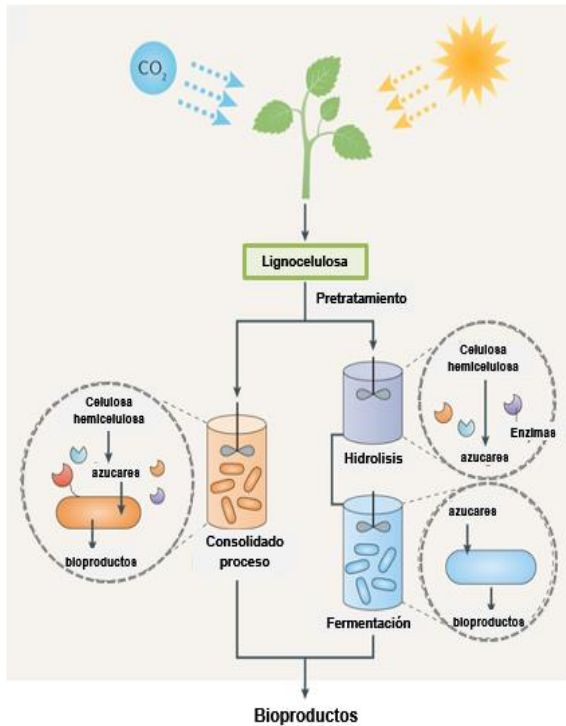 CO₂
Lignocelulosa
Pretratamiento
Celulosa
hemicelulosa
Enzimas
azucares
Hidrolisis
Celulosa
hemicelulosa
azucares
bioproductos
Consolidado
proceso
azucares
bioproductos
Fermentación
Bioproductos